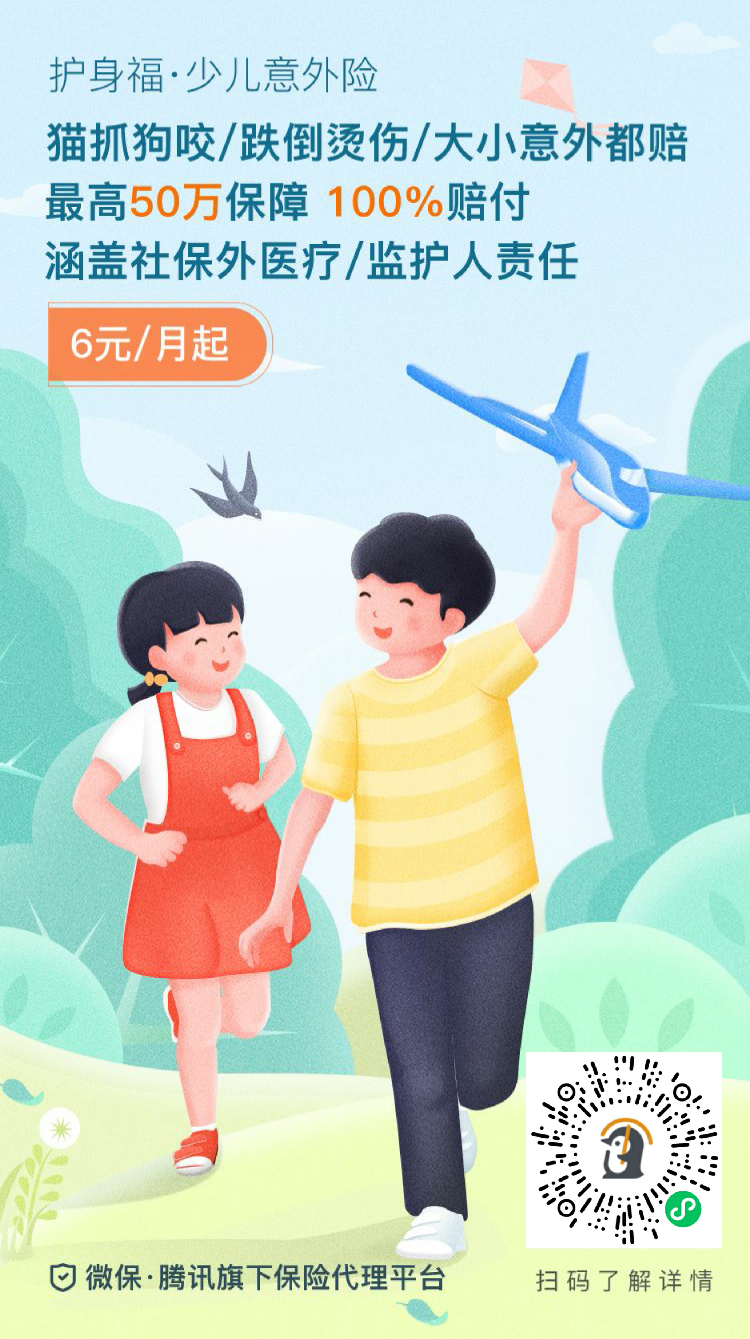 护身福·少儿意外险
猫抓狗咬/跌倒烫伤/大小意外都赔
最高50万保障 100%赔付
涵盖社保外医疗/监护人责任
6元/月起
微保·腾讯旗下保险代理平台
扫码了解详情